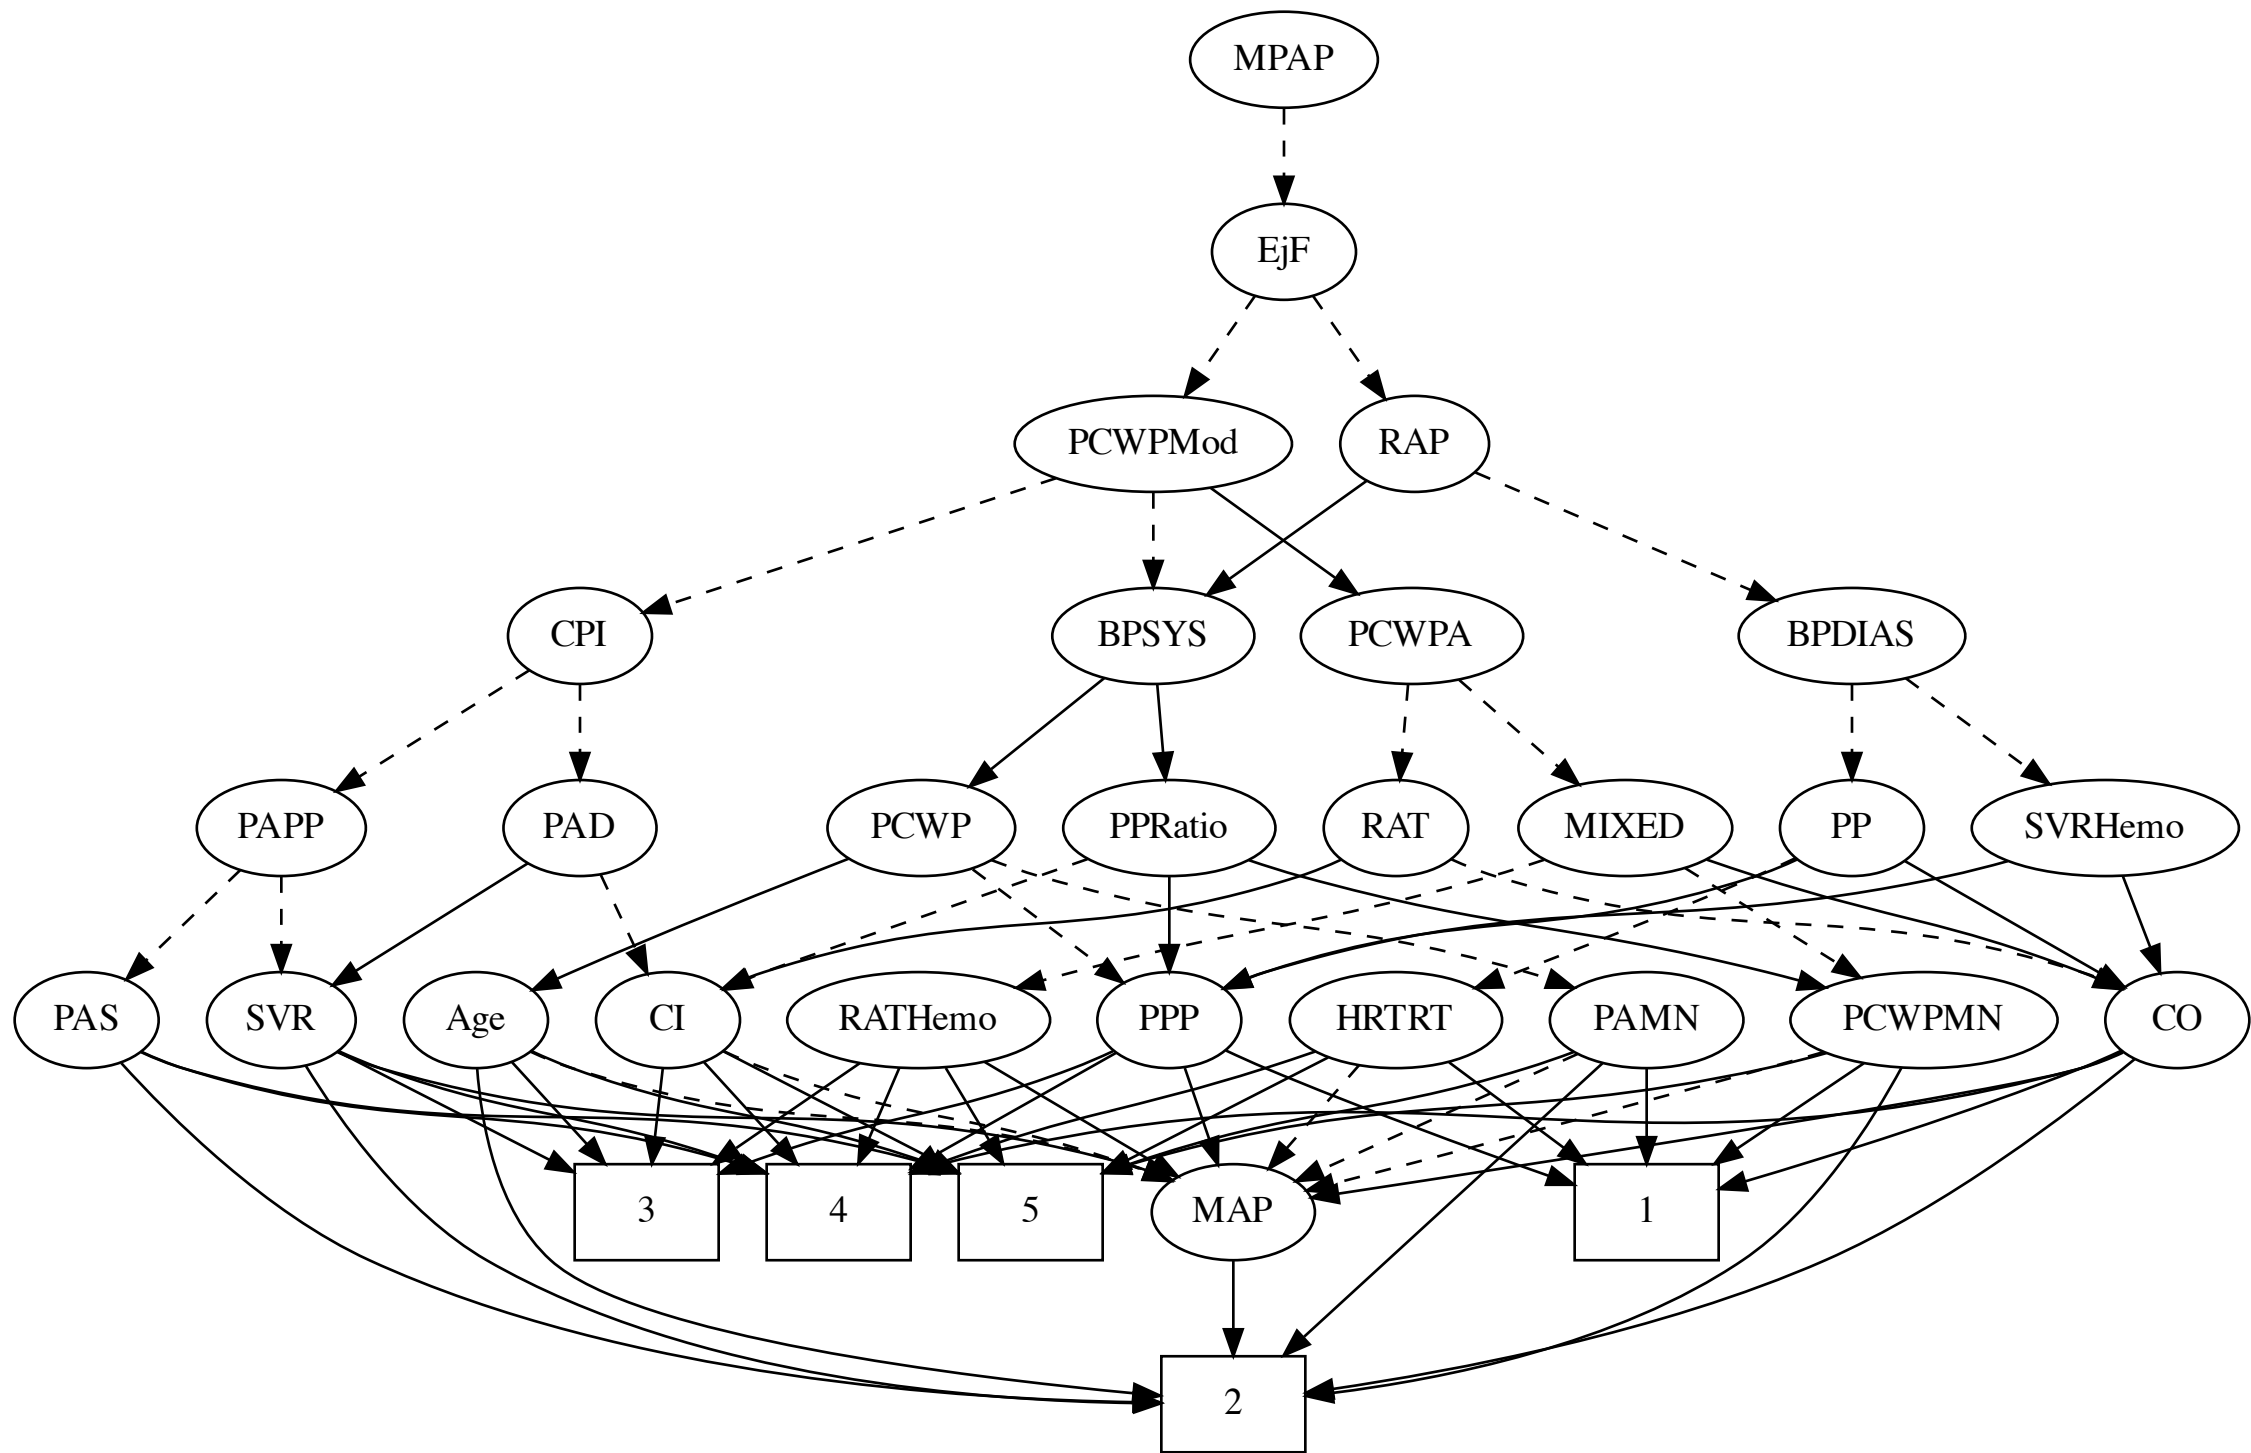 MPAP
EjF
PCWPMod
RAP
CPI
BPSYS
PCWPA
BPDIAS
PAPP
PAD
PCWP
PPRatio
RAT
MIXED
PP
SVRHemo
PAS
SVR
Age
CI
RATHemo
PPP
HRTRT
PAMN
PCWPMN
CO
3
4
5
MAP
1
2